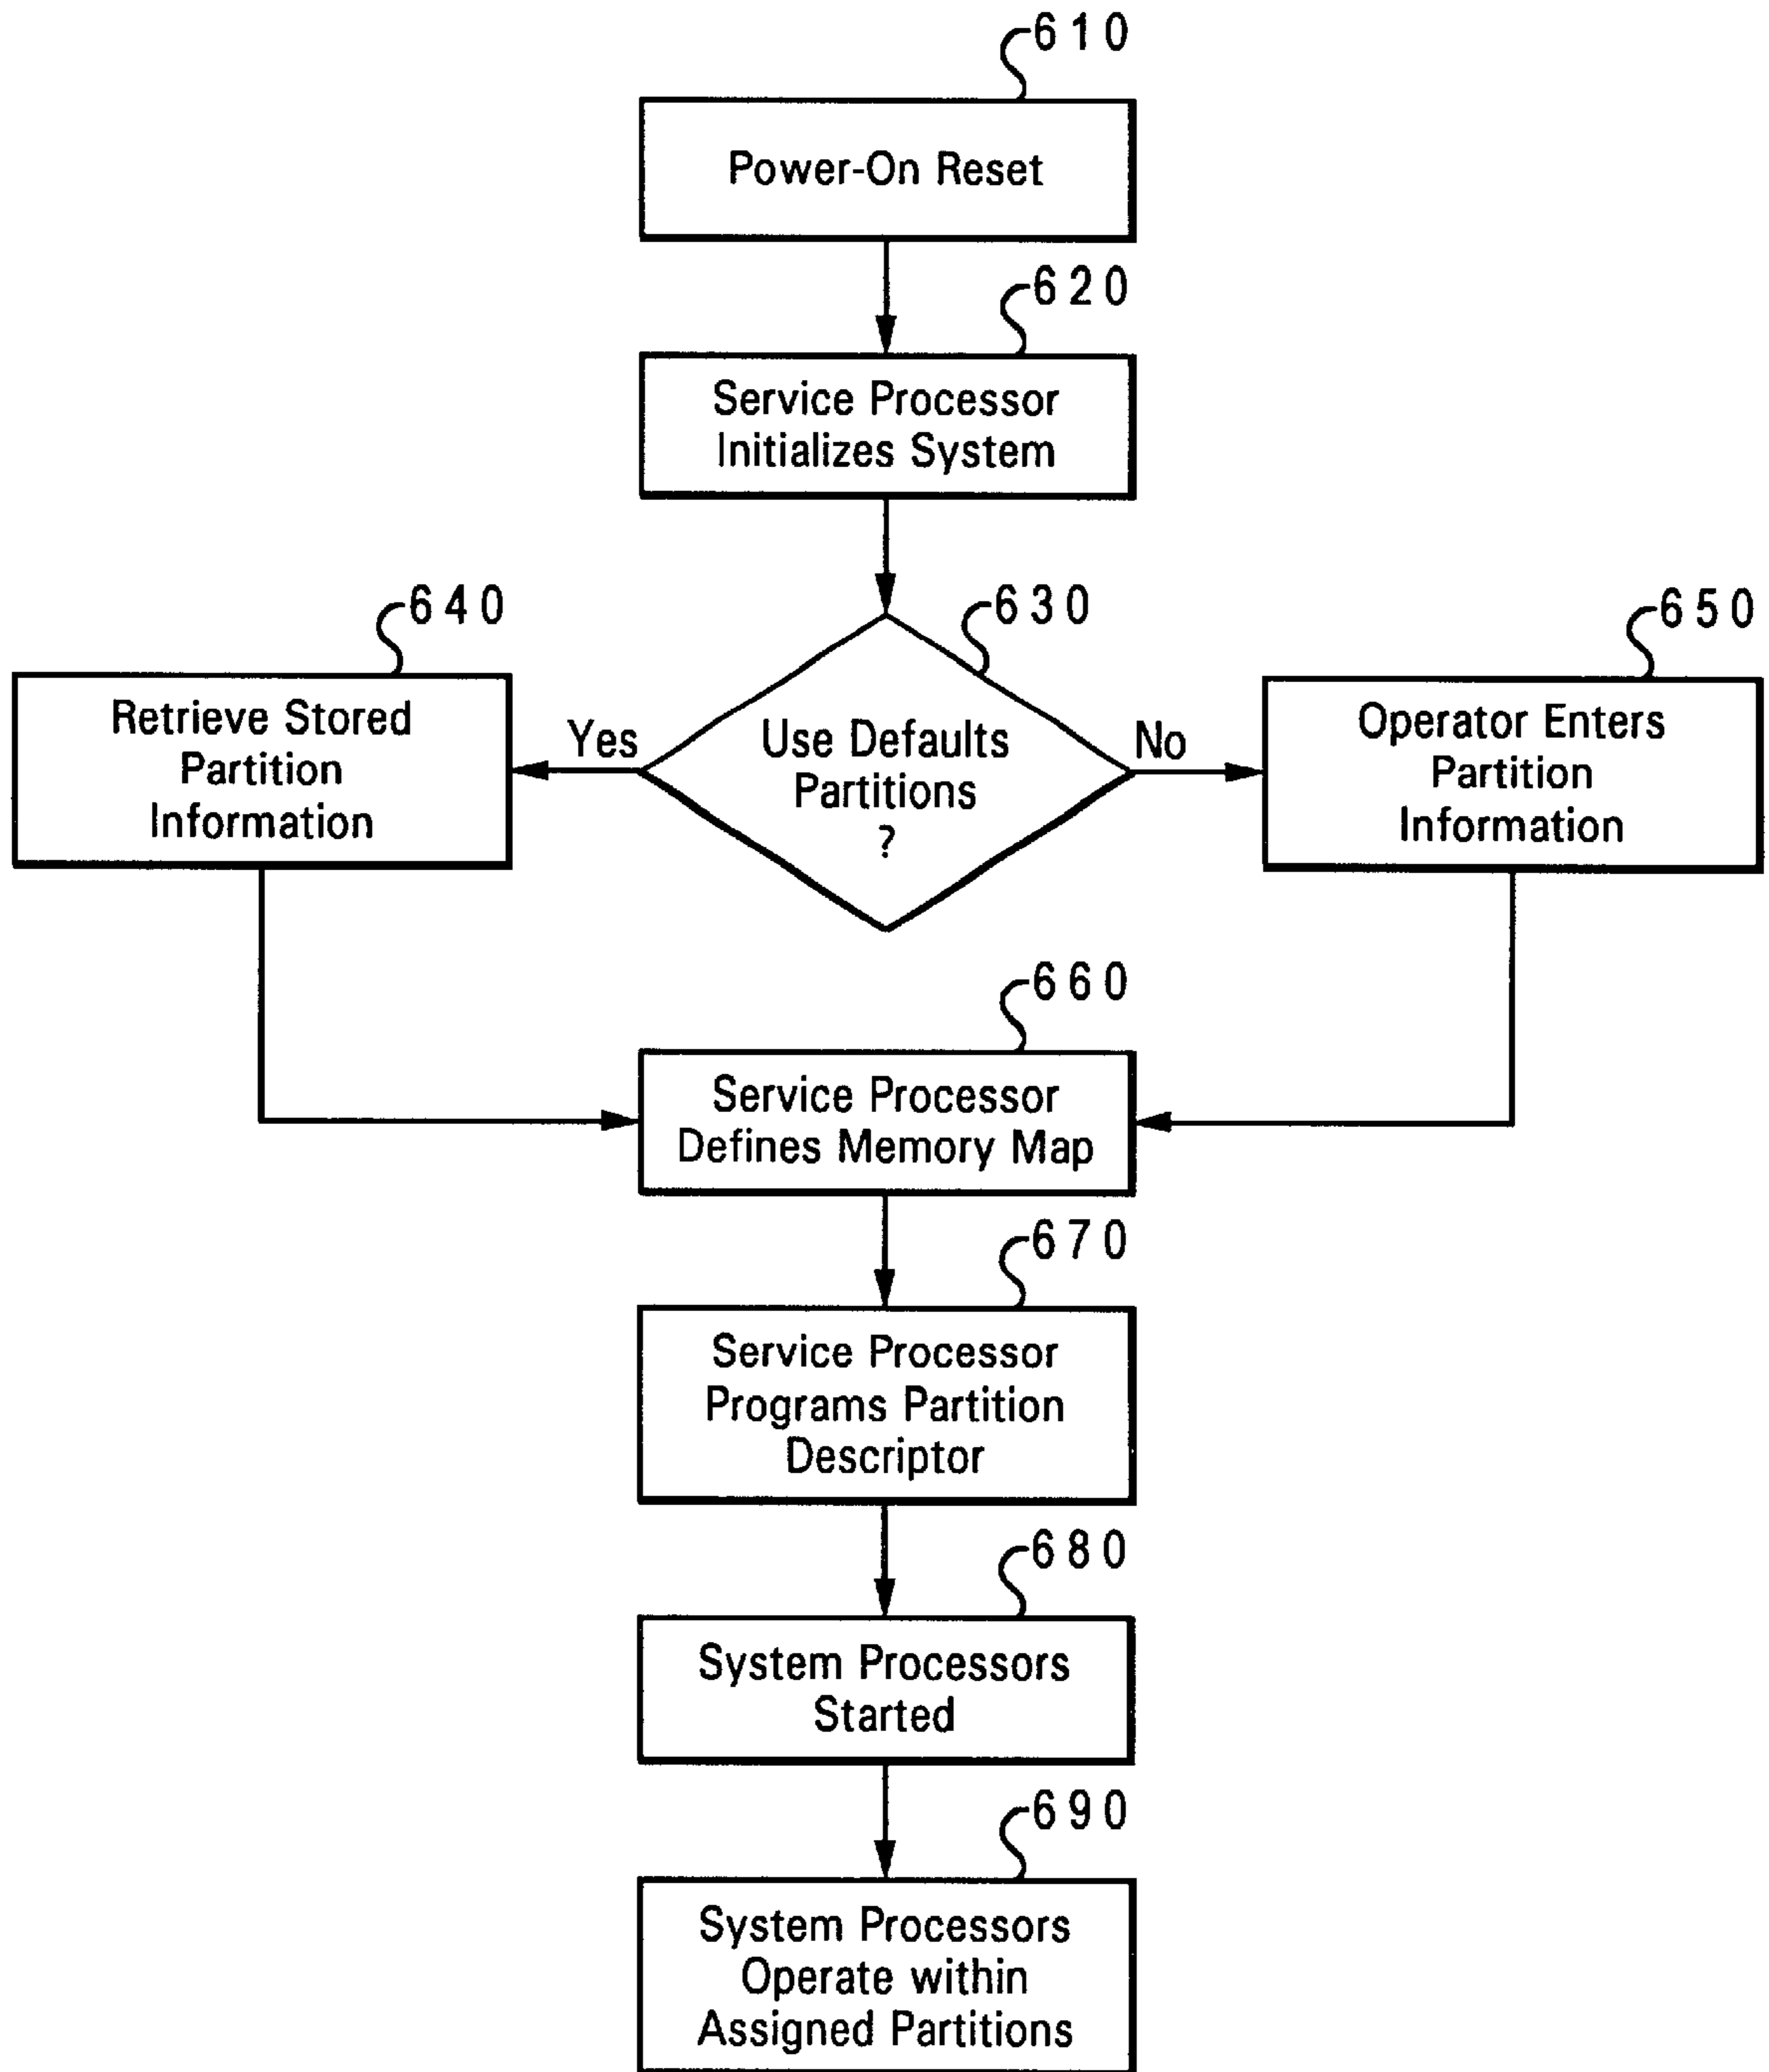 610
Power-On Reset
620
Service Processor
Initializes System
630
Use Defaults
Partitions
?
Yes
No
640
Retrieve Stored
Partition
Information
650
Operator Enters
Partition
Information
660
Service Processor
Defines Memory Map
670
Service Processor
Programs Partition
Descriptor
680
System Processors
Started
690
System Processors
Operate within
Assigned Partitions